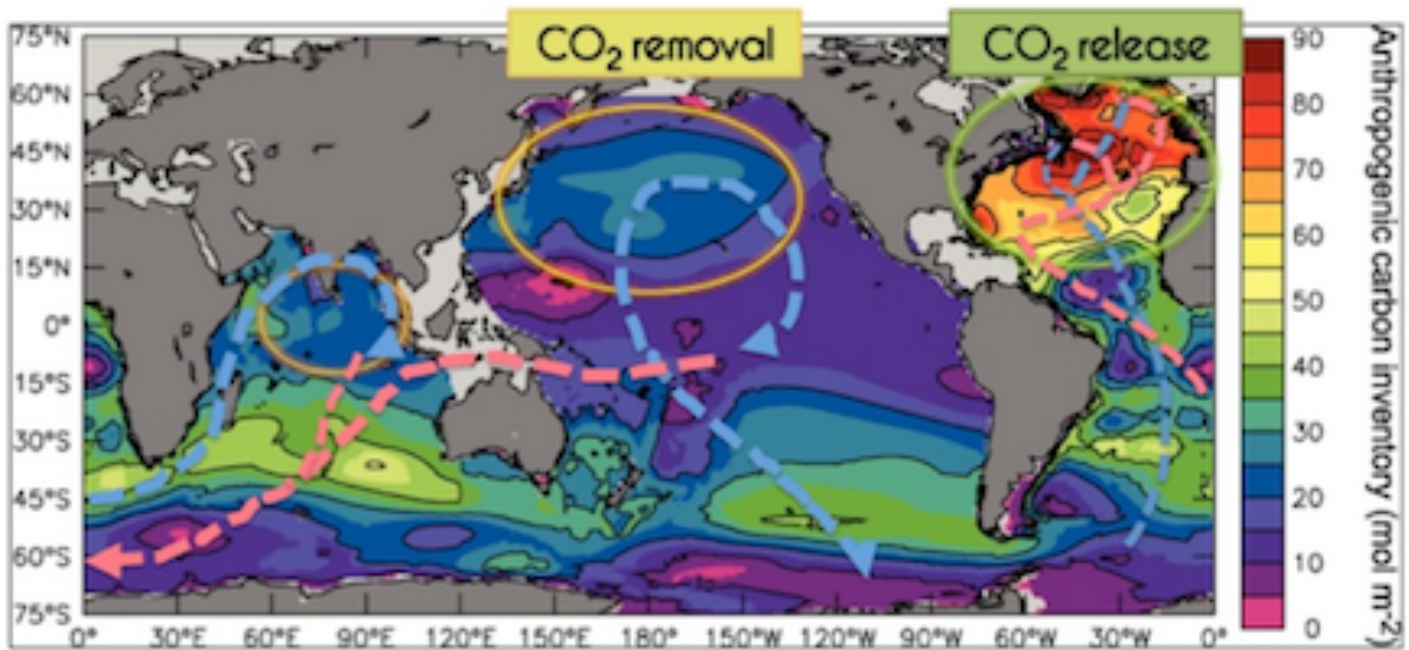 CO₂ removal
CO₂ release
75°N
60°N
45°N
30°N
15°N
0°
15°S
30°S
45°S
60°S
75°S
0°
30°E
60°E
90°E
120°E
150°E
180°W
150°W
120°W
90°W
60°W
30°W
0°
90
80
70
60
50
40
30
20
10
0
Anthropogenic carbon inventory (mol m⁻²)